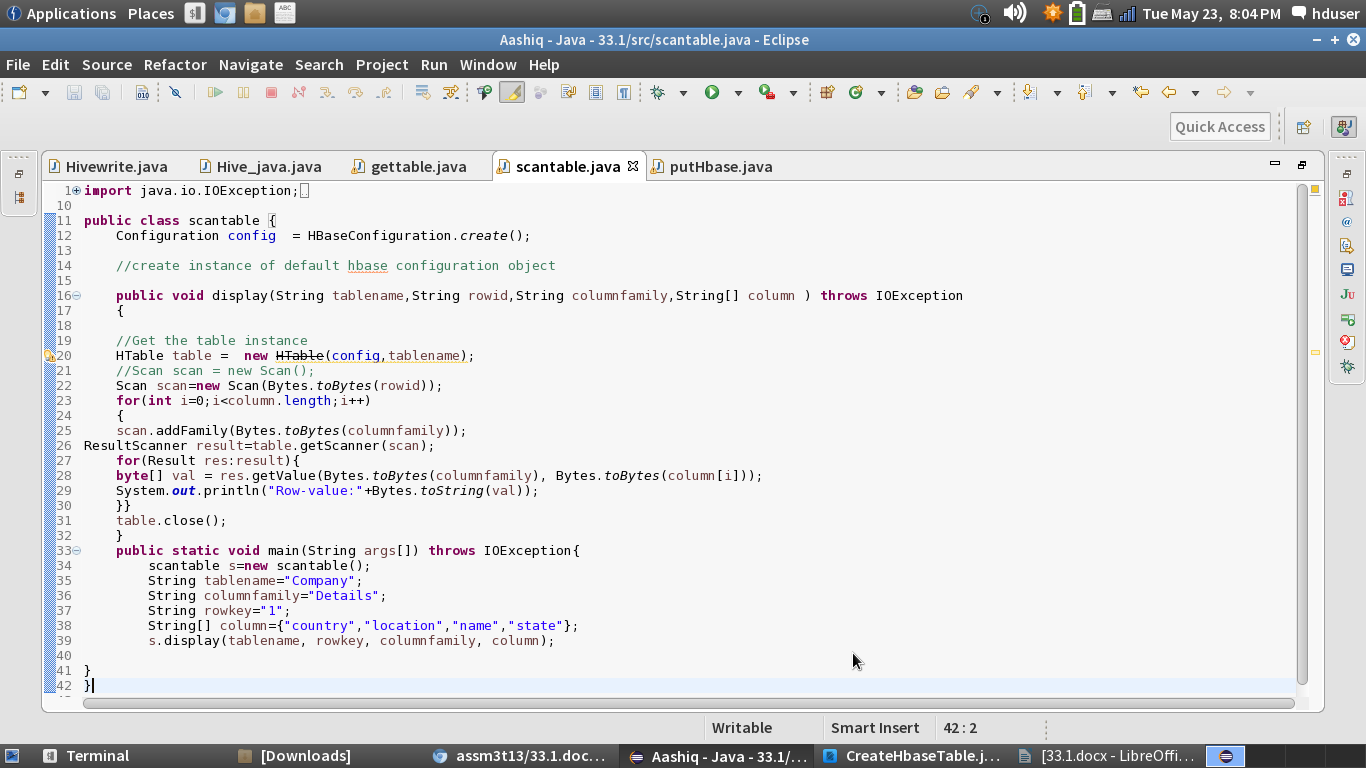 Applications Places Tue May 23, 8:04 PM hduser
Aashiq - Java - 33.1/src/scantable.java - Eclipse
File Edit Source Refactor Navigate Search Project Run Window Help
Quick Access
Hivewrite.java Hive_java.java gettable.java scantable.java putHbase.java
1 import java.io.IOException;
10
11 public class scantable {
12 Configuration config  = HBaseConfiguration.create();
13
14 //create instance of default hbase configuration object
15
16 public void display(String tablename,String rowid,String columnfamily,String[] column ) throws IOException
17 {
18
19 //Get the table instance
20 HTable table =  new HTable(config,tablename);
21 //Scan scan = new Scan();
22 Scan scan=new Scan(Bytes.toBytes(rowid));
23 for(int i=0;i<column.length;i++)
24 {
25 scan.addFamily(Bytes.toBytes(columnfamily));
26 ResultScanner result=table.getScanner(scan);
27 for(Result res:result){
28 byte[] val = res.getValue(Bytes.toBytes(columnfamily), Bytes.toBytes(column[i]));
29 System.out.println("Row-value:"+Bytes.toString(val));
30 }}
31 table.close();
32 }
33 public static void main(String args[]) throws IOException{
34 scantable s=new scantable();
35 String tablename="Company";
36 String columnfamily="Details";
37 String rowkey="1";
38 String[] column={"country","location","name","state"};
39 s.display(tablename, rowkey, columnfamily, column);
40
41 }
42 }
Writable Smart Insert 42 : 2
Terminal [Downloads] assm3t13/33.1.doc... Aashiq - Java - 33.1/... CreateHbaseTable.j... [33.1.docx - LibreOffi...